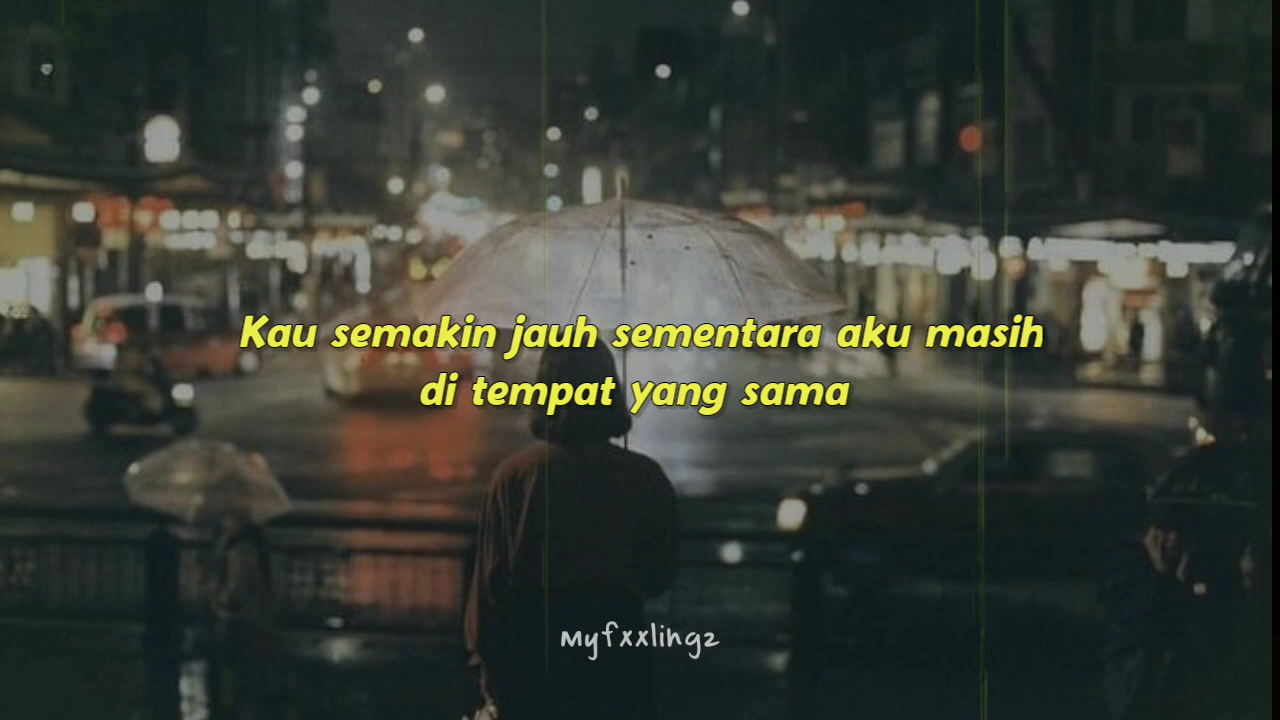 Kau semakin jauh sementara aku masih
di tempat yang sama
myfxxlingz